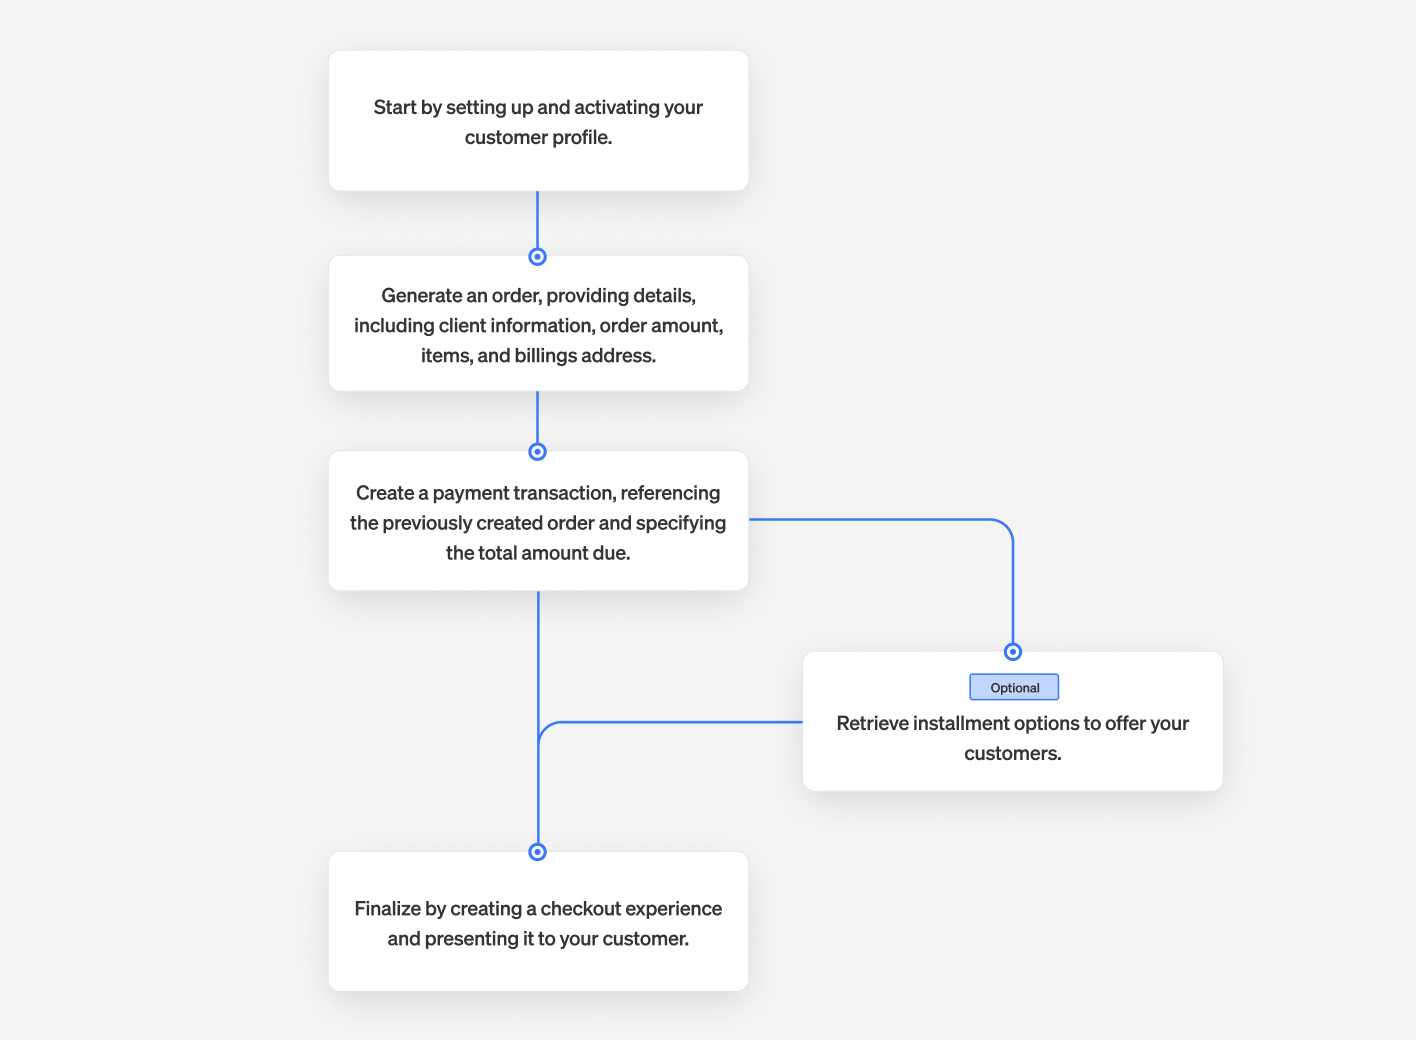 Start by setting up and activating your
customer profile.
Generate an order, providing details,
including client information, order amount,
items, and billings address.
Create a payment transaction, referencing
the previously created order and specifying
the total amount due.
Optional
Retrieve installment options to offer your
customers.
Finalize by creating a checkout experience
and presenting it to your customer.